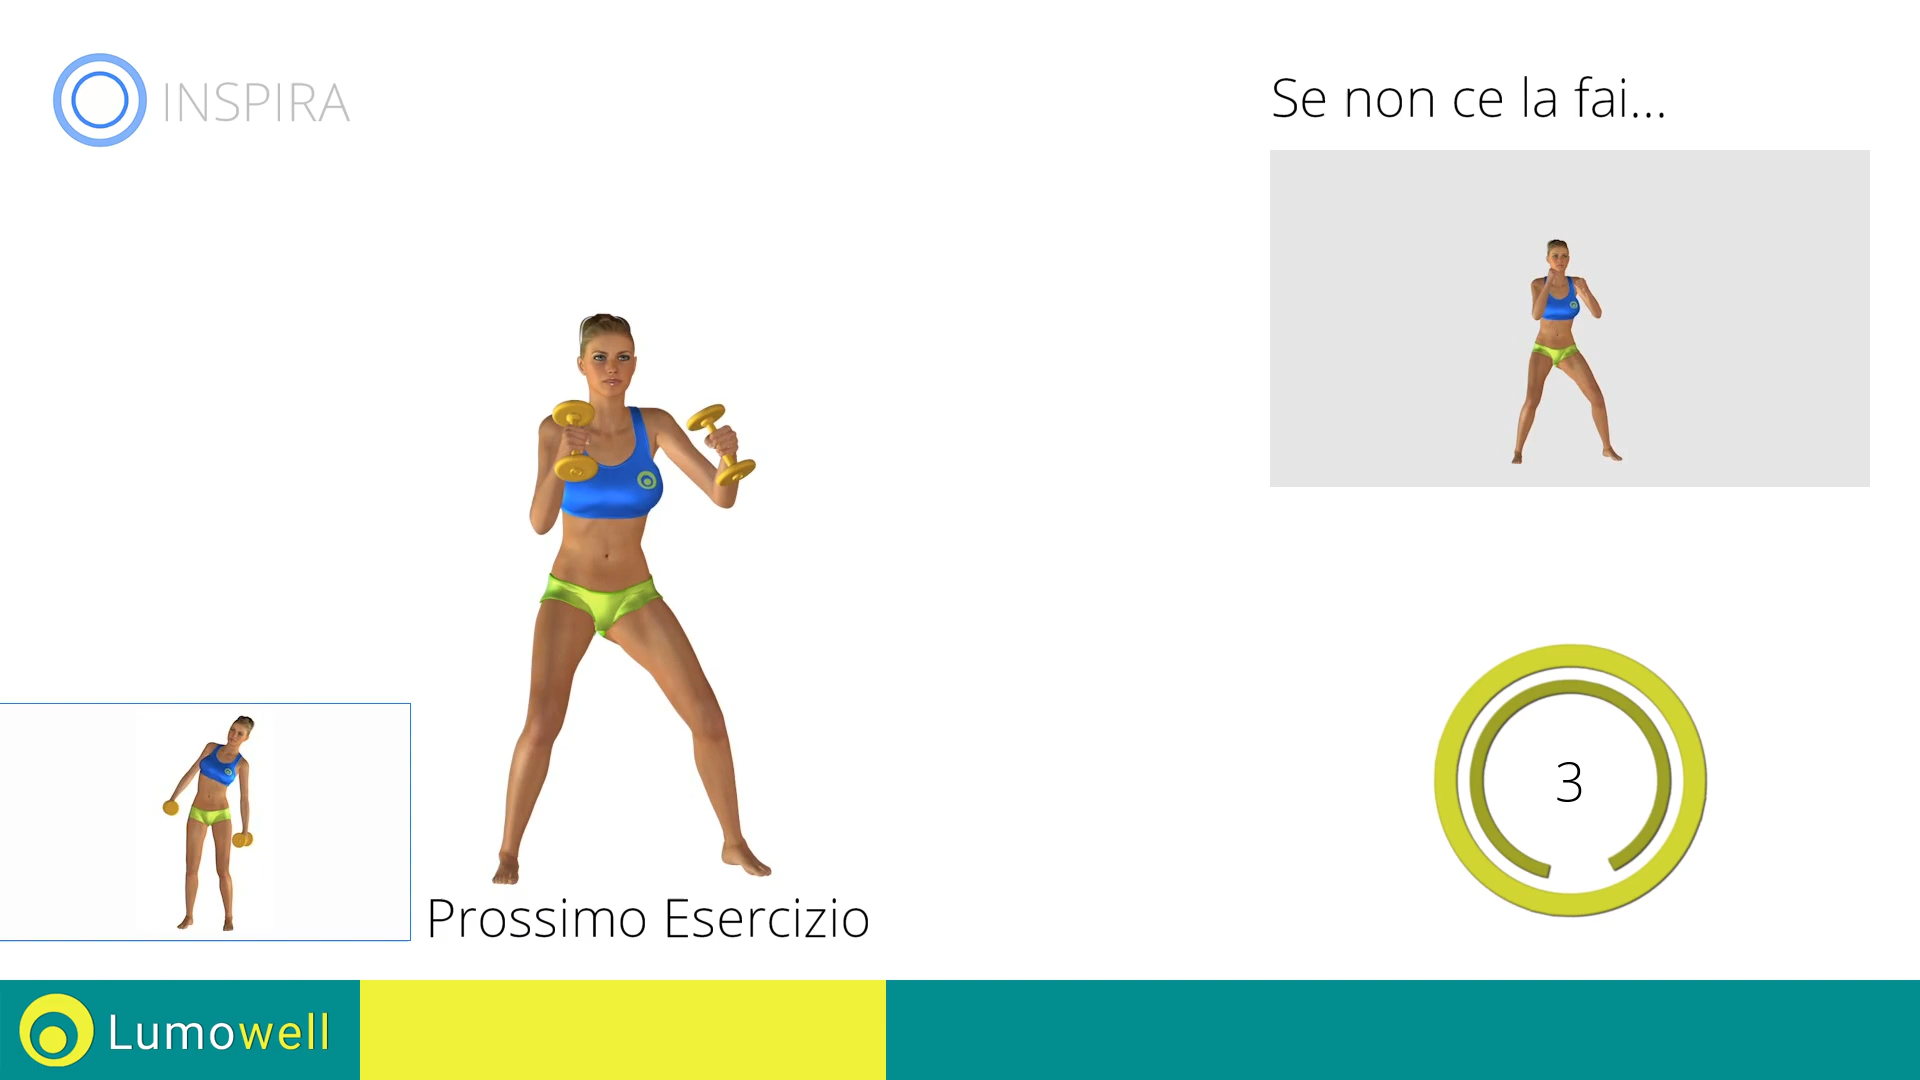 INSPIRA
Se non ce la fai...
3
Prossimo Esercizio
Lumowell